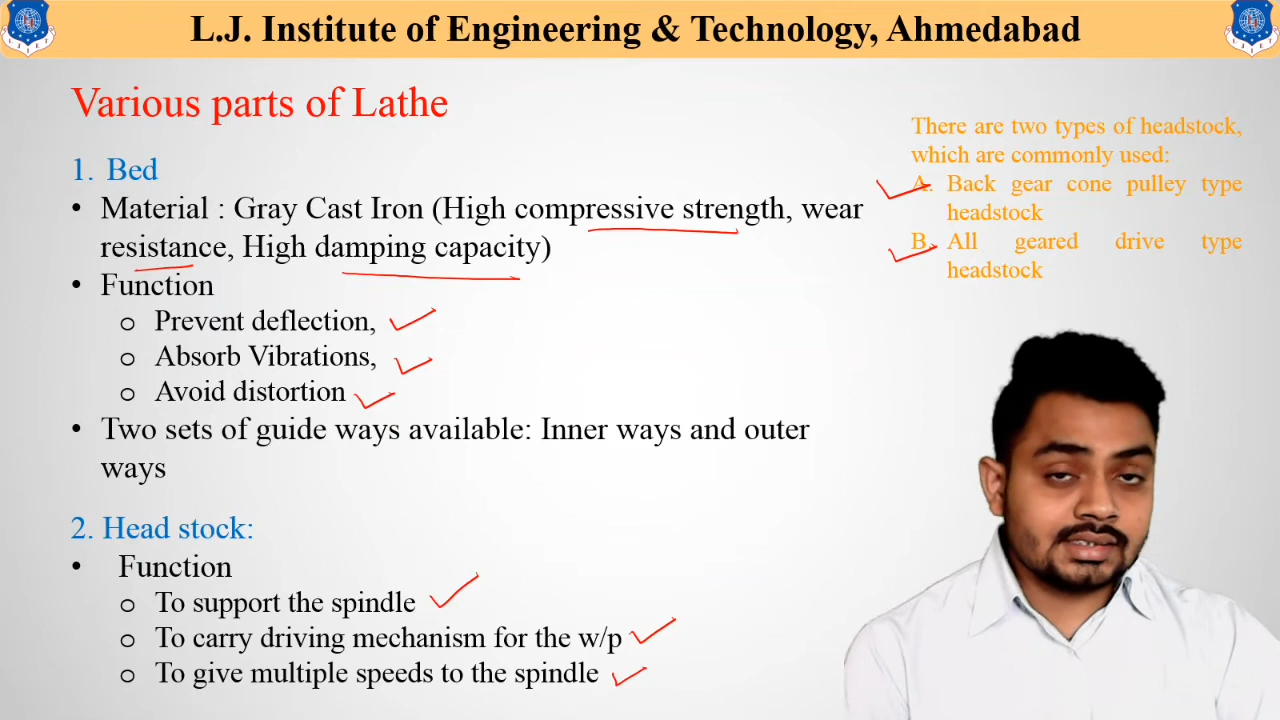 L.J. Institute of Engineering & Technology, Ahmedabad
Various parts of Lathe
1. Bed
• Material : Gray Cast Iron (High compressive strength, wear
resistance, High damping capacity)
• Function
o Prevent deflection,
o Absorb Vibrations,
o Avoid distortion
• Two sets of guide ways available: Inner ways and outer
ways
2. Head stock:
• Function
o To support the spindle
o To carry driving mechanism for the w/p
o To give multiple speeds to the spindle
There are two types of headstock,
which are commonly used:
A. Back gear cone pulley type
headstock
B. All geared drive type
headstock